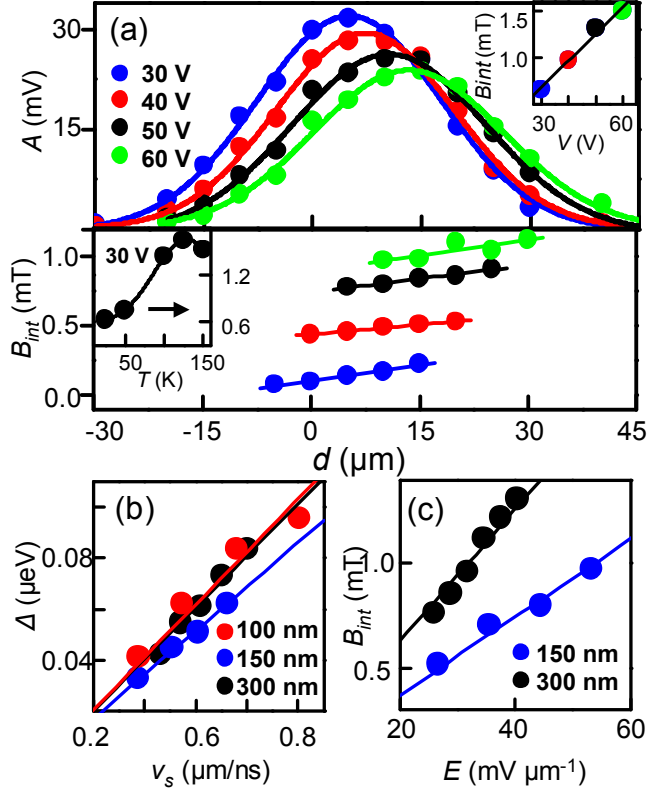 (a)
30 V
40 V
50 V
60 V
A (mV)
30
15
Bint (mT)
1.5
1.0
30
60
V (V)
B_int (mT)
1.0
0.5
0.0
30 V
1.2
0.6
50
150
T (K)
-30 -15 0 15 30 45
d (μm)
(b)
Δ (μeV)
0.08
0.04
100 nm
150 nm
300 nm
0.2 0.6 0.8
v_s (μm/ns)
(c)
B_int (mT)
1.0
0.5
150 nm
300 nm
20 40 60
E (mV μm⁻¹)